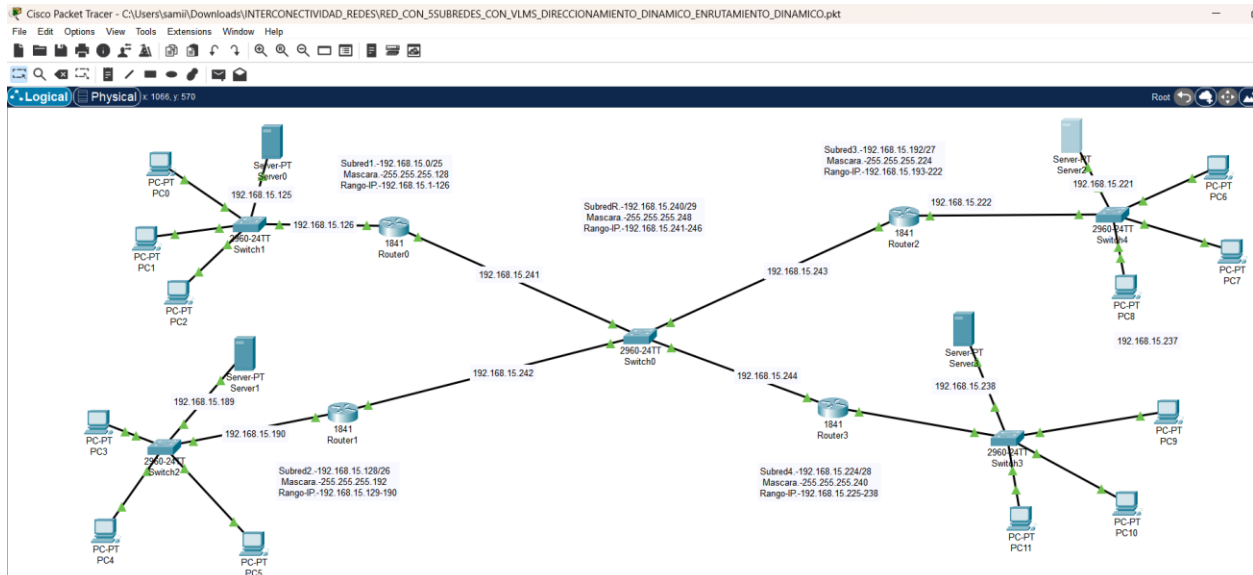 Cisco Packet Tracer - C:\Users\samii\Downloads\INTERCONECTIVIDAD_REDES\RED_CON_5SUBREDES_CON_VLMS_DIRECCIONAMIENTO_DINAMICO_ENRUTAMIENTO_DINAMICO.pkt
File Edit Options View Tools Extensions Window Help
Logical Physical x: 1066, y: 570
Root
Server-PT
Server0
PC-PT
PC0
192.168.15.125
Subred1.-192.168.15.0/25
Mascara.-255.255.255.128
Rango-IP.-192.168.15.1-126
192.168.15.126
1841
Router0
2960-24TT
Switch1
PC-PT
PC1
PC-PT
PC2
SubredR.-192.168.15.240/29
Mascara.-255.255.255.248
Rango-IP.-192.168.15.241-246
Subred3.-192.168.15.192/27
Mascara.-255.255.255.224
Rango-IP.-192.168.15.193-222
Server-PT
Server2
192.168.15.221
PC-PT
PC6
192.168.15.222
1841
Router2
2960-24TT
Switch4
PC-PT
PC7
PC-PT
PC8
192.168.15.241
192.168.15.243
2960-24TT
Switch0
192.168.15.242
192.168.15.244
192.168.15.237
Server-PT
192.168.15.238
Server-PT
Server1
192.168.15.189
PC-PT
PC3
192.168.15.190
1841
Router1
2960-24TT
Switch2
1841
Router3
PC-PT
PC9
2960-24TT
Switch3
Subred2.-192.168.15.128/26
Mascara.-255.255.255.192
Rango-IP.-192.168.15.129-190
Subred4.-192.168.15.224/28
Mascara.-255.255.255.240
Rango-IP.-192.168.15.225-238
PC-PT
PC4
PC-PT
PC5
PC-PT
PC10
PC-PT
PC11